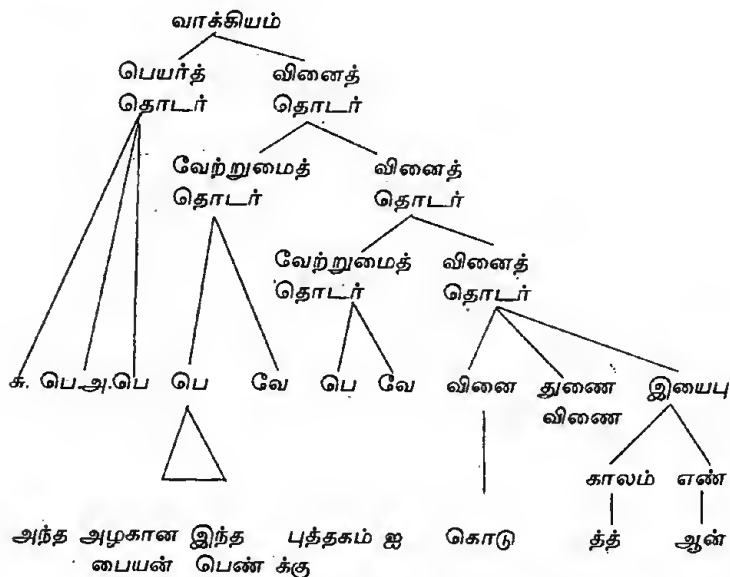 வாக்கியம்
பெயர்த் வினைத்
தொடர் தொடர்
வேற்றுமைத் வினைத்
தொடர் தொடர்
வேற்றுமைத் வினைத்
தொடர் தொடர்
சு. பெ.அ.பெ பெ வே பெ வே வினை துணை இயைபு
விணை
காலம் எண்
அந்த அழகான இந்த புத்தகம் ஐ கொடு த்த் ஆன்
பையன் பெண் க்கு